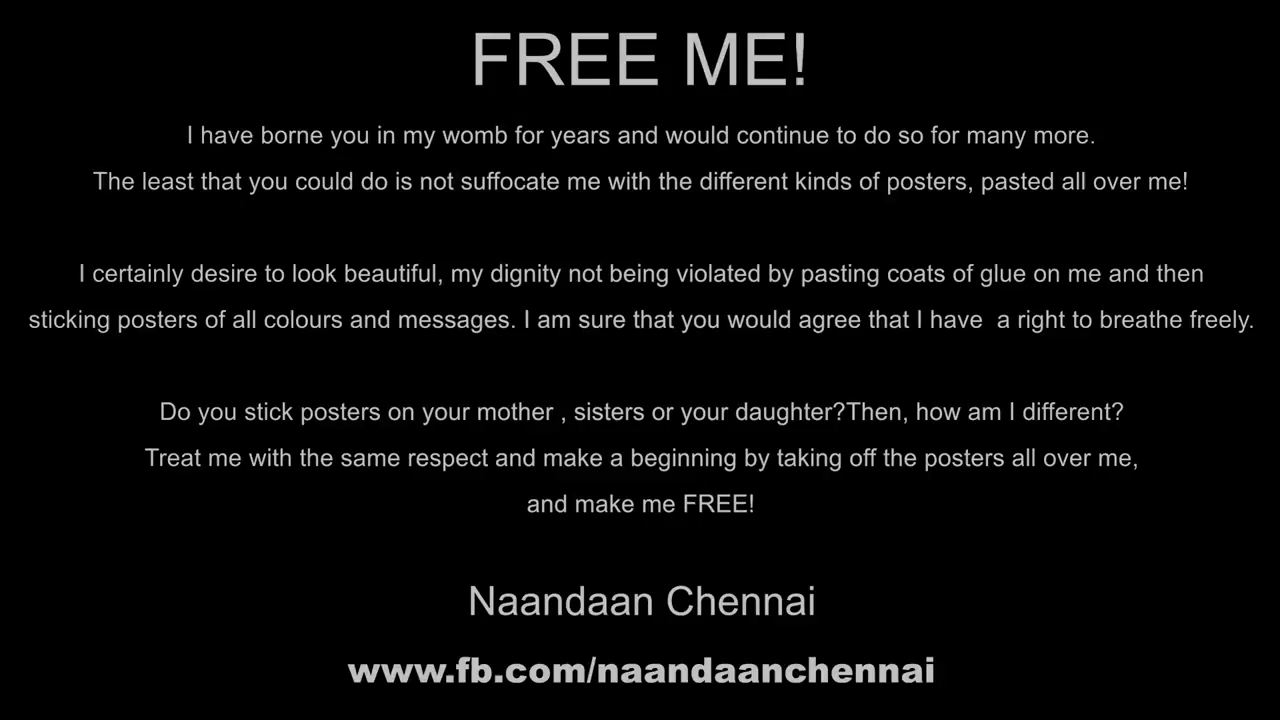 FREE ME!
I have borne you in my womb for years and would continue to do so for many more.
The least that you could do is not suffocate me with the different kinds of posters, pasted all over me!
I certainly desire to look beautiful, my dignity not being violated by pasting coats of glue on me and then
sticking posters of all colours and messages. I am sure that you would agree that I have  a right to breathe freely.
Do you stick posters on your mother , sisters or your daughter?Then, how am I different?
Treat me with the same respect and make a beginning by taking off the posters all over me,
and make me FREE!
Naandaan Chennai
www.fb.com/naandaanchennai